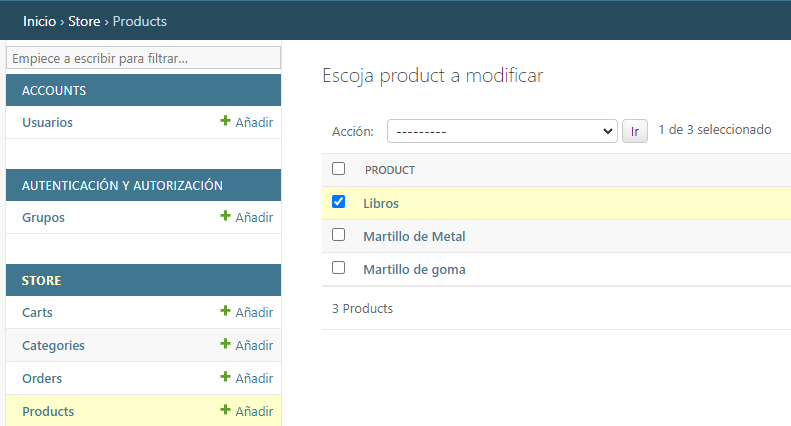 Inicio › Store › Products
Empiece a escribir para filtrar...
ACCOUNTS
Usuarios + Añadir
AUTENTICACIÓN Y AUTORIZACIÓN
Grupos + Añadir
STORE
Carts + Añadir
Categories + Añadir
Orders + Añadir
Products + Añadir
Escoja product a modificar
Acción: --------- Ir 1 de 3 seleccionado
PRODUCT
Libros
Martillo de Metal
Martillo de goma
3 Products